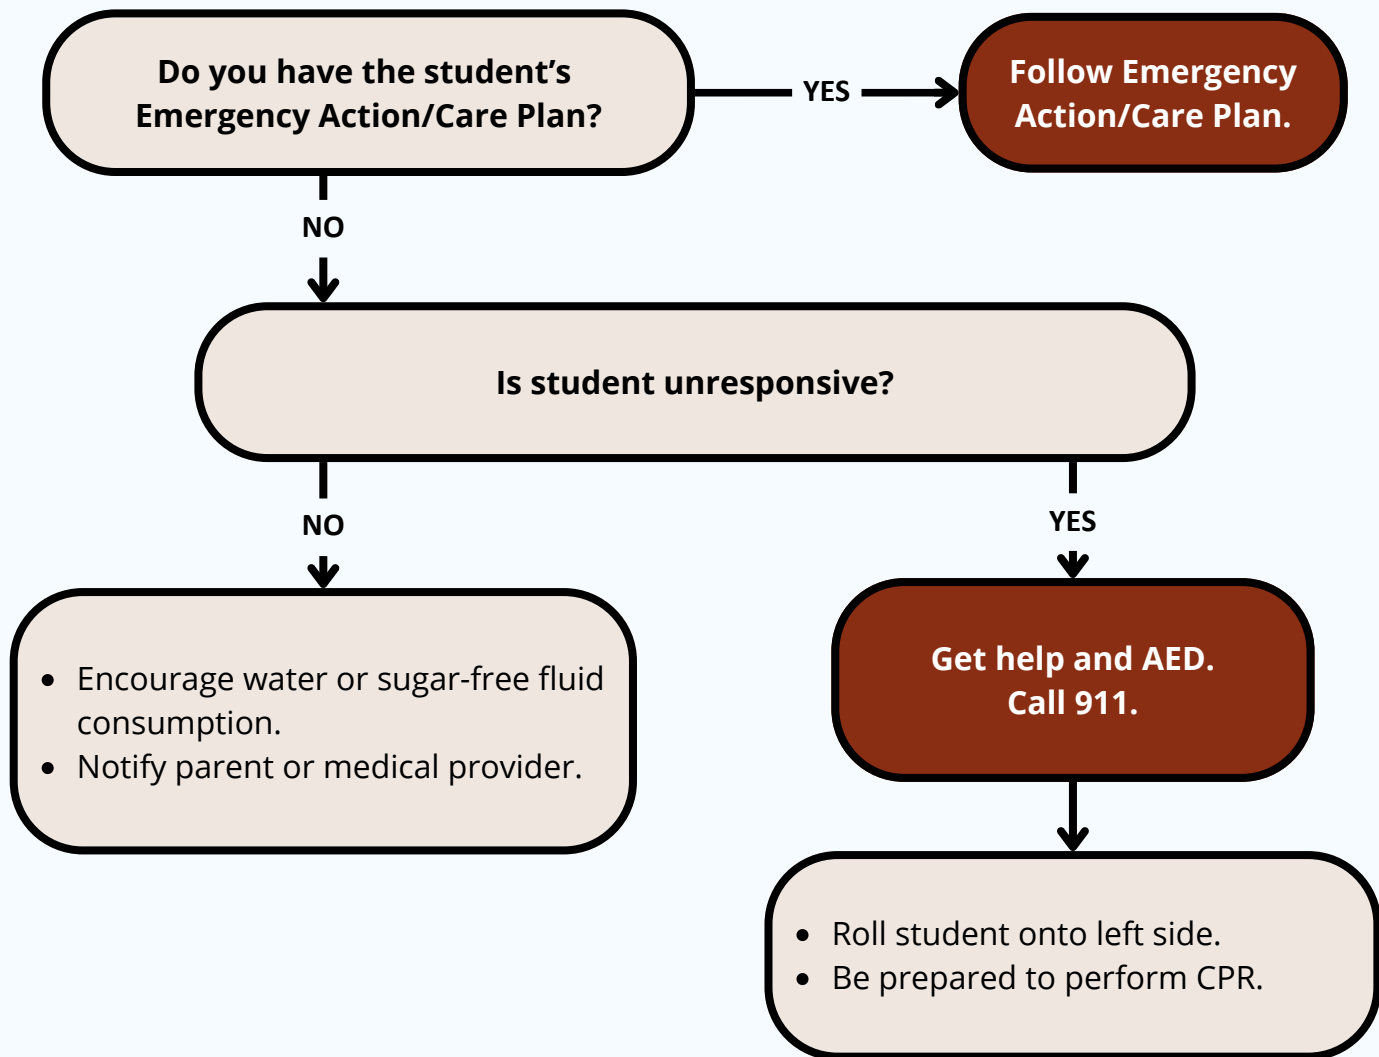 Do you have the student’s
Emergency Action/Care Plan?
YES
Follow Emergency
Action/Care Plan.
NO
Is student unresponsive?
NO
YES
• Encourage water or sugar-free fluid
consumption.
• Notify parent or medical provider.
Get help and AED.
Call 911.
• Roll student onto left side.
• Be prepared to perform CPR.